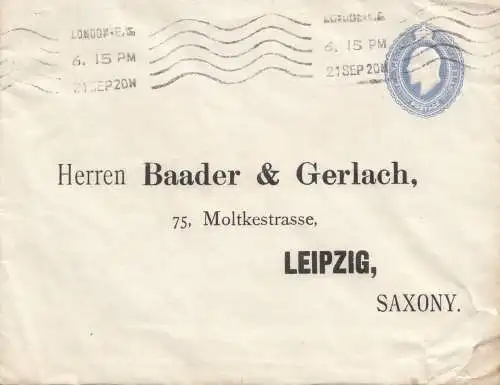 LONDON.E.C. LONDON.E.C.
6. 15 PM 6. 15 PM
21 SEP 20 N 21 SEP 20 N
Herren Baader & Gerlach,
75, Moltkestrasse,
LEIPZIG,
SAXONY.